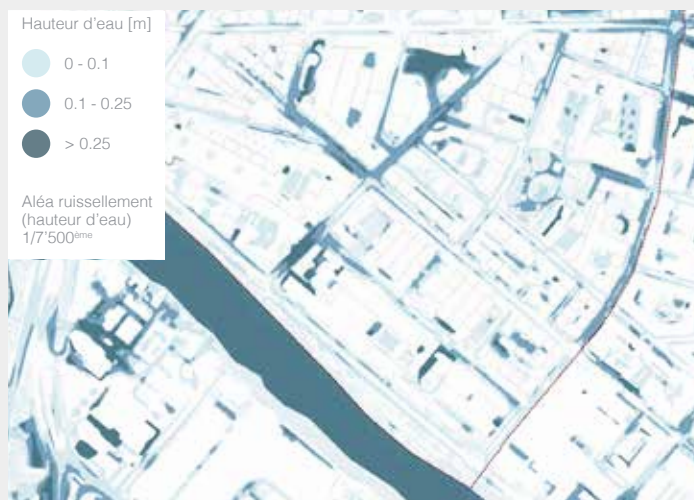 Hauteur d'eau [m]
0 - 0.1
0.1 - 0.25
> 0.25
Aléa ruissellement
(hauteur d'eau)
1/7'500ème